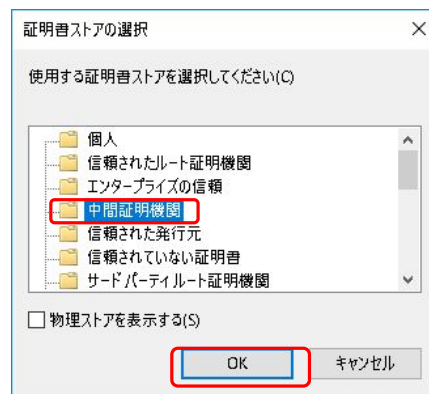 証明書ストアの選択
使用する証明書ストアを選択してください(C)
個人
信頼されたルート証明機関
エンタープライズの信頼
中間証明機関
信頼された発行元
信頼されていない証明書
サードパーティルート証明機関
物理ストアを表示する(S)
OK キャンセル